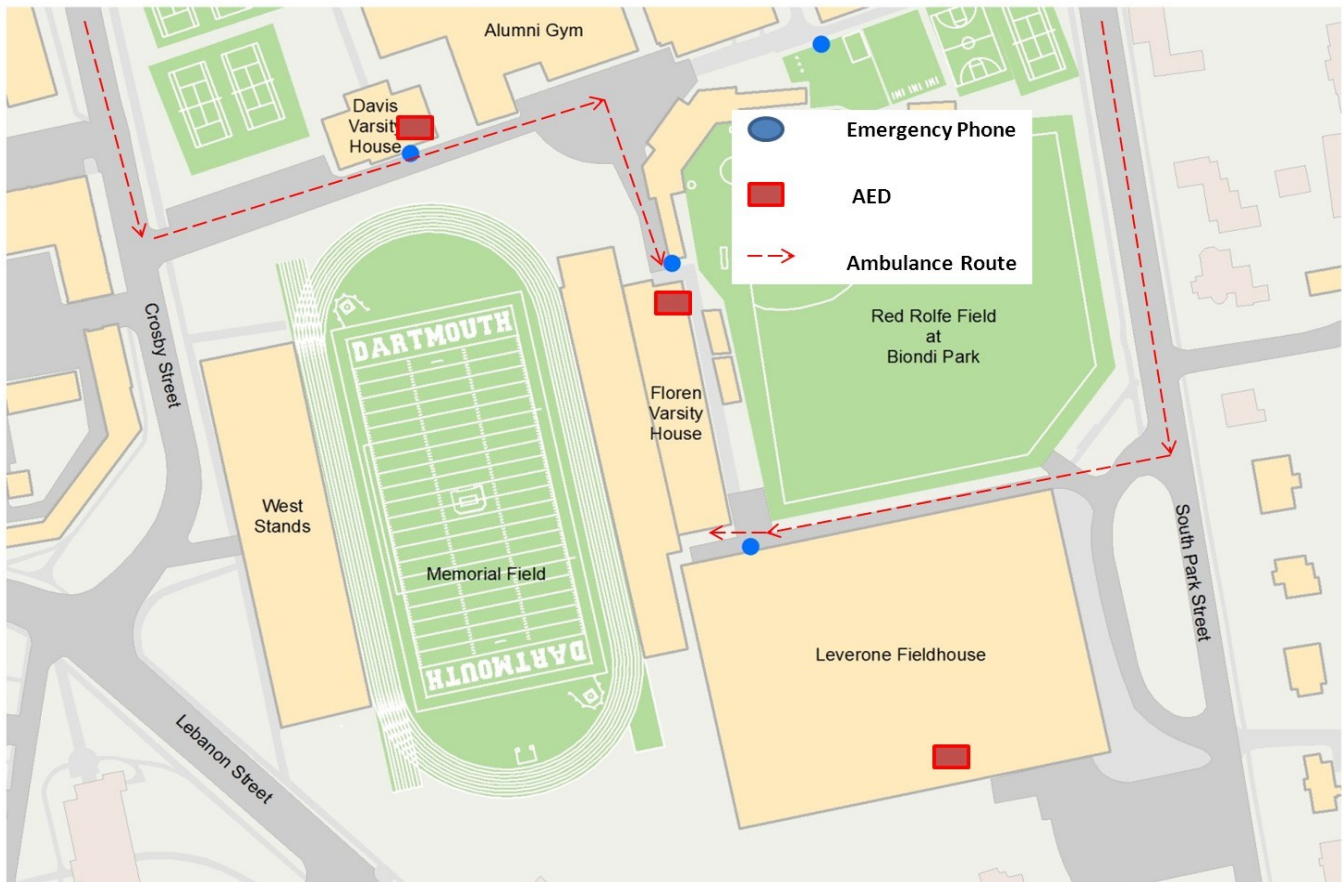 Alumni Gym
Davis
Varsity
House
Emergency Phone
AED
Ambulance Route
Crosby Street
DARTMOUTH
Red Rolfe Field
at
Biondi Park
Floren
Varsity
House
West
Stands
South Park Street
Memorial Field
Leverone Fieldhouse
DARTMOUTH
Lebanon Street